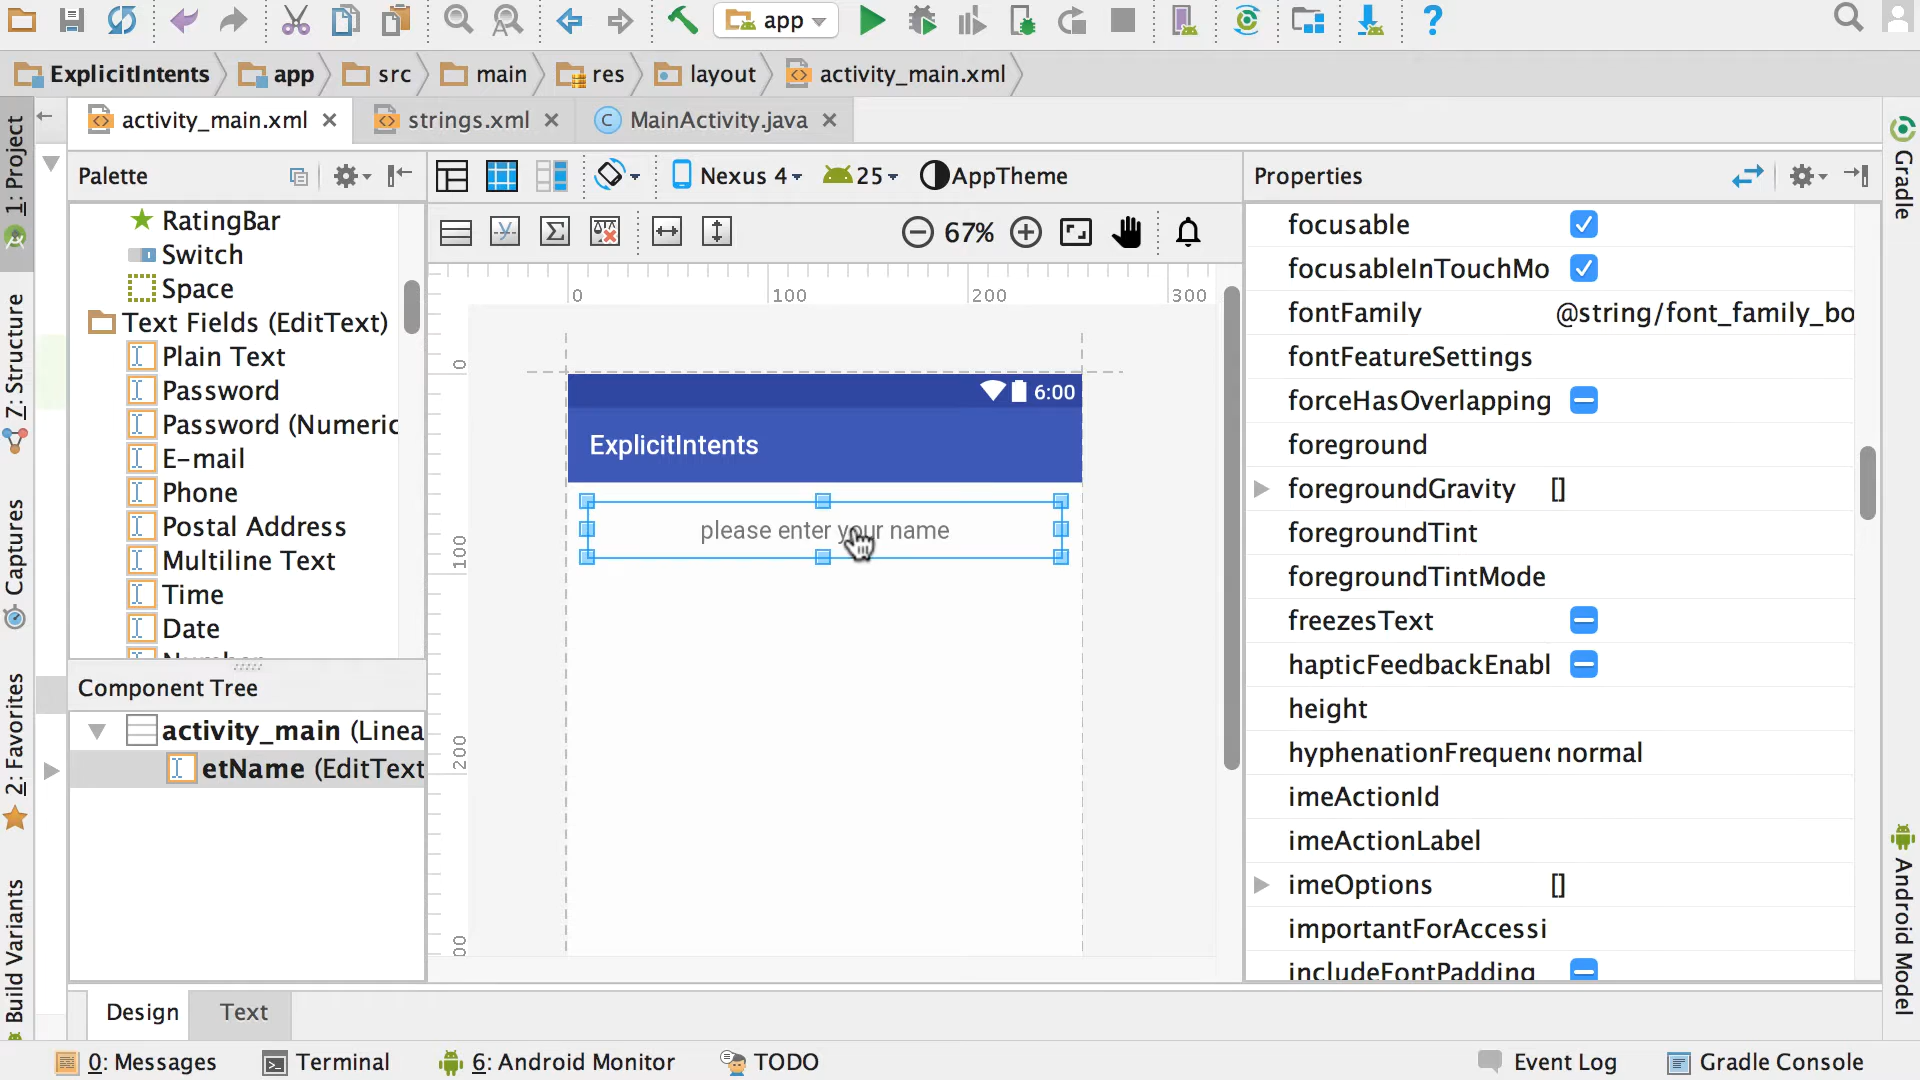 app
ExplicitIntents
app
src
main
res
layout
activity_main.xml
activity_main.xml
strings.xml
MainActivity.java
Palette
Nexus 4
25
AppTheme
Properties
67%
RatingBar
Switch
Space
Text Fields (EditText)
Plain Text
Password
Password (Numeric
E-mail
Phone
Postal Address
Multiline Text
Time
Date
Component Tree
activity_main (Linea
etName (EditText
0
100
200
300
0
100
200
00
6:00
ExplicitIntents
please enter your name
focusable
focusableInTouchMo
fontFamily @string/font_family_bo
fontFeatureSettings
forceHasOverlapping
foreground
foregroundGravity []
foregroundTint
foregroundTintMode
freezesText
hapticFeedbackEnabl
height
hyphenationFrequenc normal
imeActionId
imeActionLabel
imeOptions []
importantForAccessi
includeFontPadding
1: Project
7: Structure
Captures
2: Favorites
Build Variants
Gradle
Android Model
Design
Text
0: Messages
Terminal
6: Android Monitor
TODO
Event Log
Gradle Console